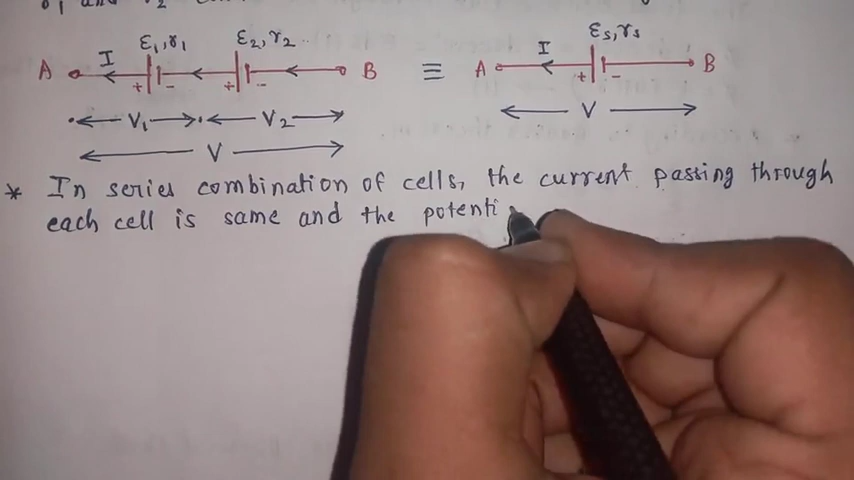 and
ε₁,r₁ ε₂,r₂ εs,rs
A I B ≡ A I B
+ - + - + -
V₁ V₂ V
V
* In series combination of cells, the current passing through
each cell is same and the potenti